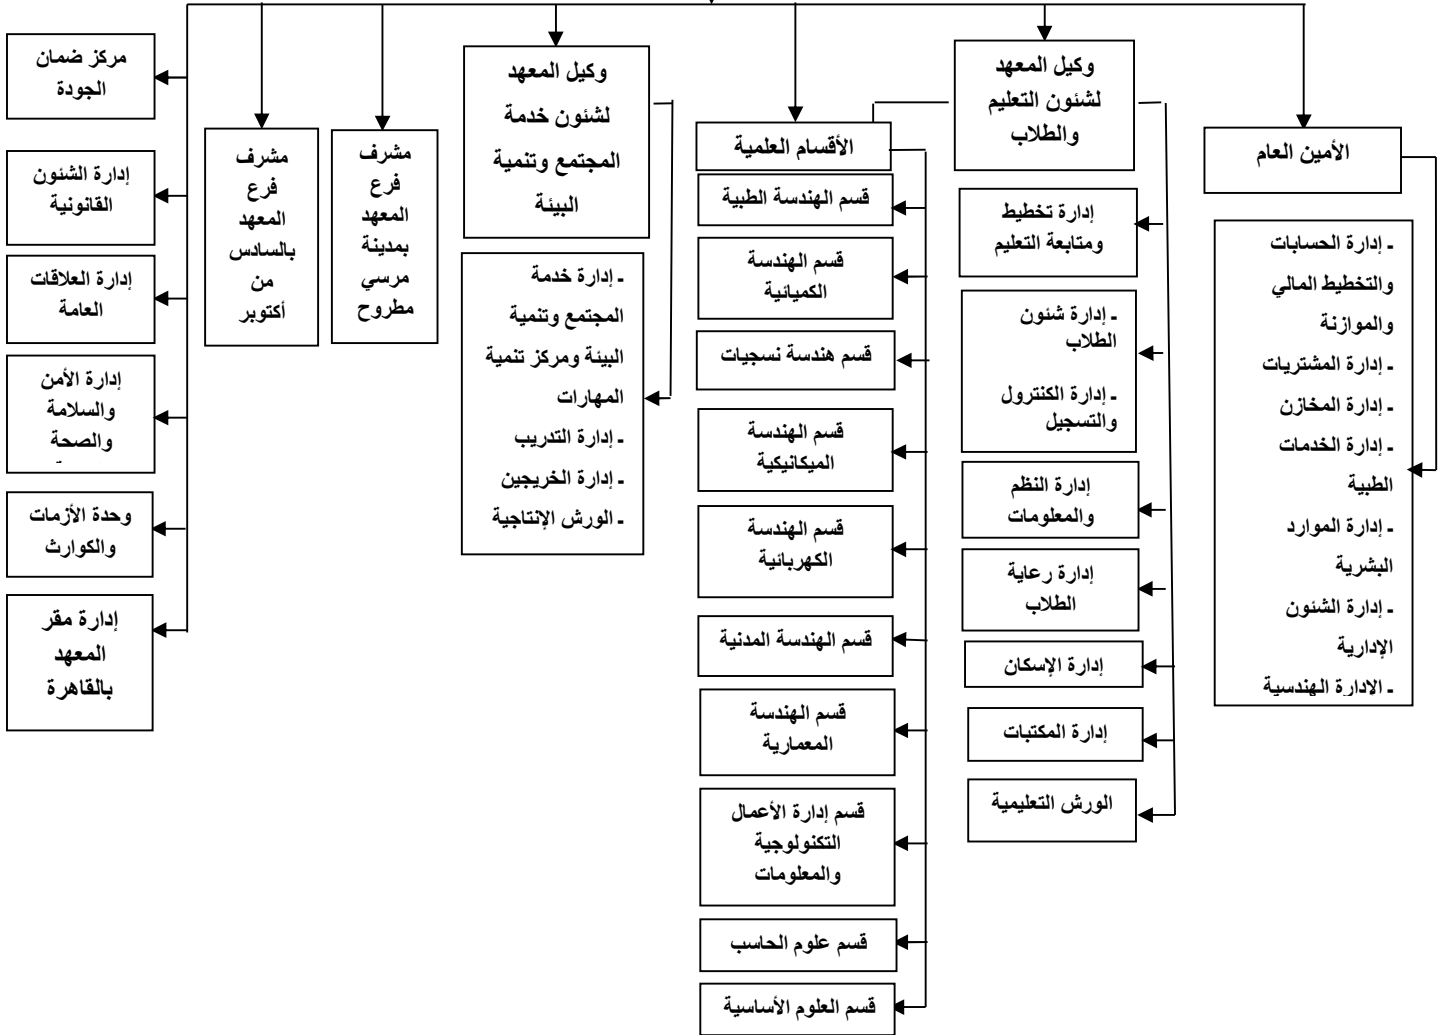 الأمين العام
ـ إدارة الحسابات
والتخطيط المالي
والموازنة
ـ إدارة المشتريات
ـ إدارة المخازن
ـ إدارة الخدمات
الطبية
ـ إدارة الموارد
البشرية
ـ إدارة الشئون
الإدارية
ـ الادارة الهندسية
وكيل المعهد
لشئون التعليم
والطلاب
إدارة تخطيط
ومتابعة التعليم
ـ إدارة شئون
الطلاب
ـ إدارة الكنترول
والتسجيل
إدارة النظم
والمعلومات
إدارة رعاية
الطلاب
إدارة الإسكان
إدارة المكتبات
الورش التعليمية
الأقسام العلمية
قسم الهندسة الطبية
قسم الهندسة
الكميائية
قسم هندسة نسجيات
قسم الهندسة
الميكانيكية
قسم الهندسة
الكهربائية
قسم الهندسة المدنية
قسم الهندسة
المعمارية
قسم إدارة الأعمال
التكنولوجية
والمعلومات
قسم علوم الحاسب
قسم العلوم الأساسية
وكيل المعهد
لشئون خدمة
المجتمع وتنمية
البيئة
ـ إدارة خدمة
المجتمع وتنمية
البيئة ومركز تنمية
المهارات
ـ إدارة التدريب
ـ إدارة الخريجين
ـ الورش الإنتاجية
مشرف
فرع
المعهد
بمدينة
مرسي
مطروح
مشرف
فرع
المعهد
بالسادس
من
أكتوبر
مركز ضمان
الجودة
إدارة الشئون
القانونية
إدارة العلاقات
العامة
إدارة الأمن
والسلامة
والصحة
وحدة الأزمات
والكوارث
إدارة مقر
المعهد
بالقاهرة